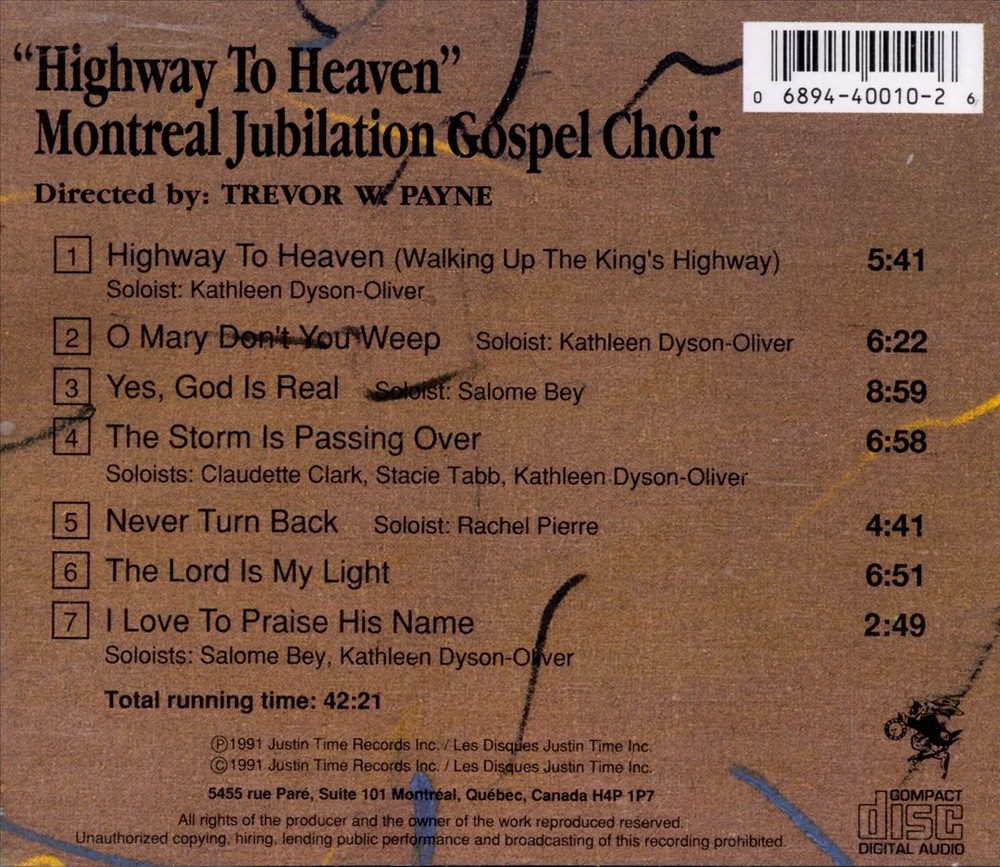 “Highway To Heaven”
Montreal Jubilation Gospel Choir
Directed by: TREVOR W. PAYNE
0 6894-40010-2 6
1 Highway To Heaven (Walking Up The King's Highway) 5:41
Soloist: Kathleen Dyson-Oliver
2 O Mary Don't You Weep Soloist: Kathleen Dyson-Oliver 6:22
3 Yes, God Is Real Soloist: Salome Bey 8:59
4 The Storm Is Passing Over 6:58
Soloists: Claudette Clark, Stacie Tabb, Kathleen Dyson-Oliver
5 Never Turn Back Soloist: Rachel Pierre 4:41
6 The Lord Is My Light 6:51
7 I Love To Praise His Name 2:49
Soloists: Salome Bey, Kathleen Dyson-Oliver
Total running time: 42:21
Ⓟ1991 Justin Time Records Inc. / Les Disques Justin Time Inc.
©1991 Justin Time Records Inc. / Les Disques Justin Time Inc.
5455 rue Paré, Suite 101 Montréal, Québec, Canada H4P 1P7
All rights of the producer and the owner of the work reproduced reserved.
Unauthorized copying, hiring, lending public performance and broadcasting of this recording prohibited.
COMPACT
disc
DIGITAL AUDIO